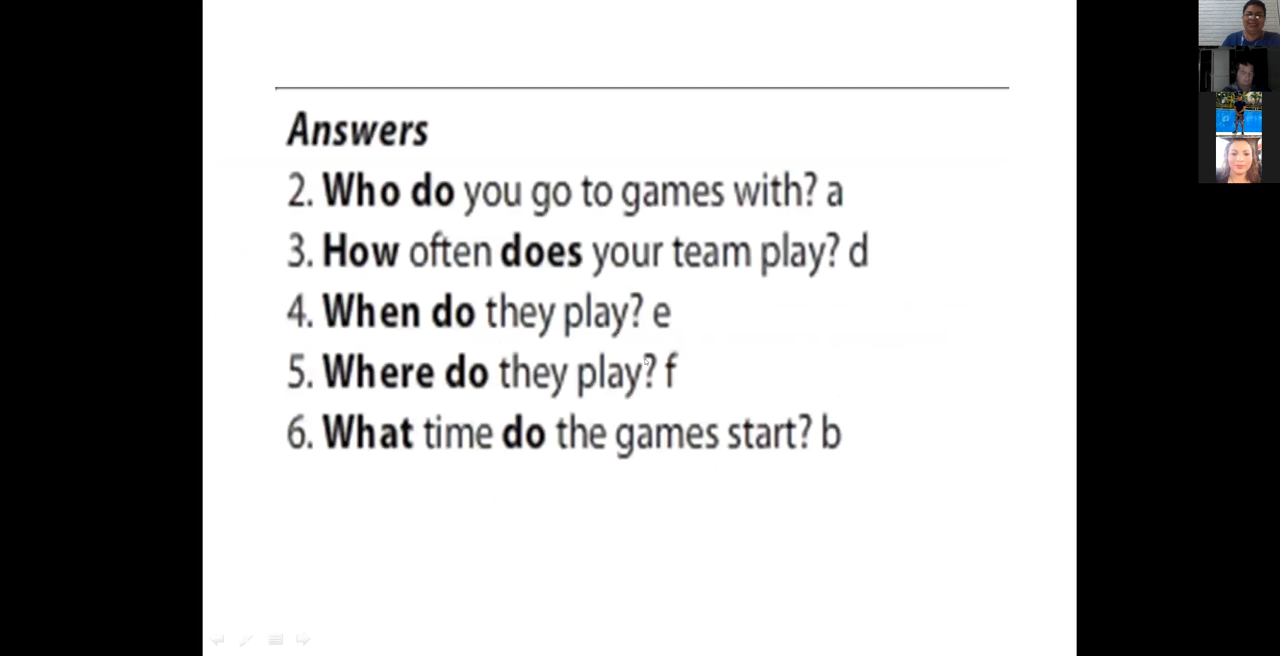 Answers
2. Who do you go to games with? a
3. How often does your team play? d
4. When do they play? e
5. Where do they play? f
6. What time do the games start? b